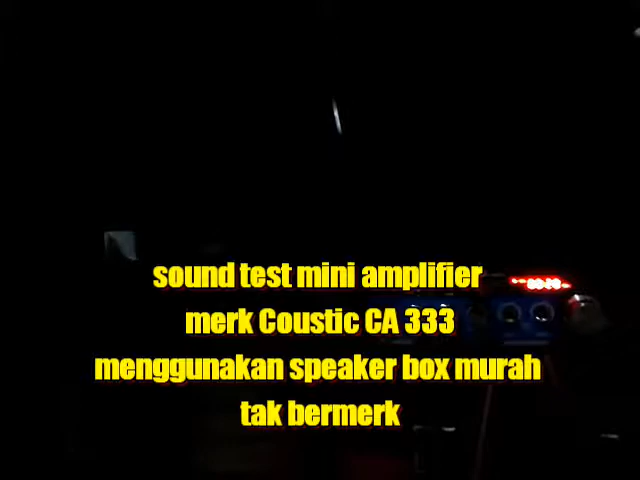 sound test mini amplifier
merk Coustic CA 333
menggunakan speaker box murah
tak bermerk